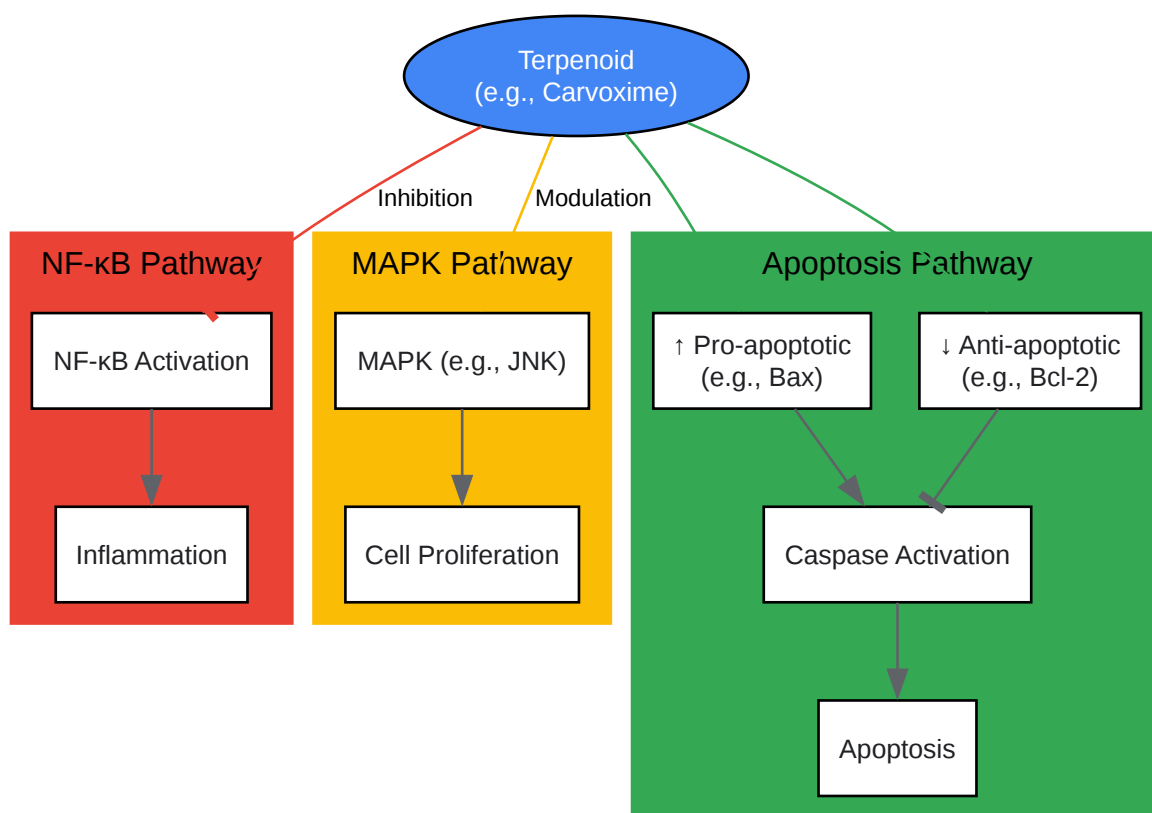 Terpenoid
(e.g., Carvoxime)
Inhibition
Modulation
NF-κB Pathway
MAPK Pathway
Apoptosis Pathway
NF-κB Activation
MAPK (e.g., JNK)
↑ Pro-apoptotic
(e.g., Bax)
↓ Anti-apoptotic
(e.g., Bcl-2)
Inflammation
Cell Proliferation
Caspase Activation
Apoptosis